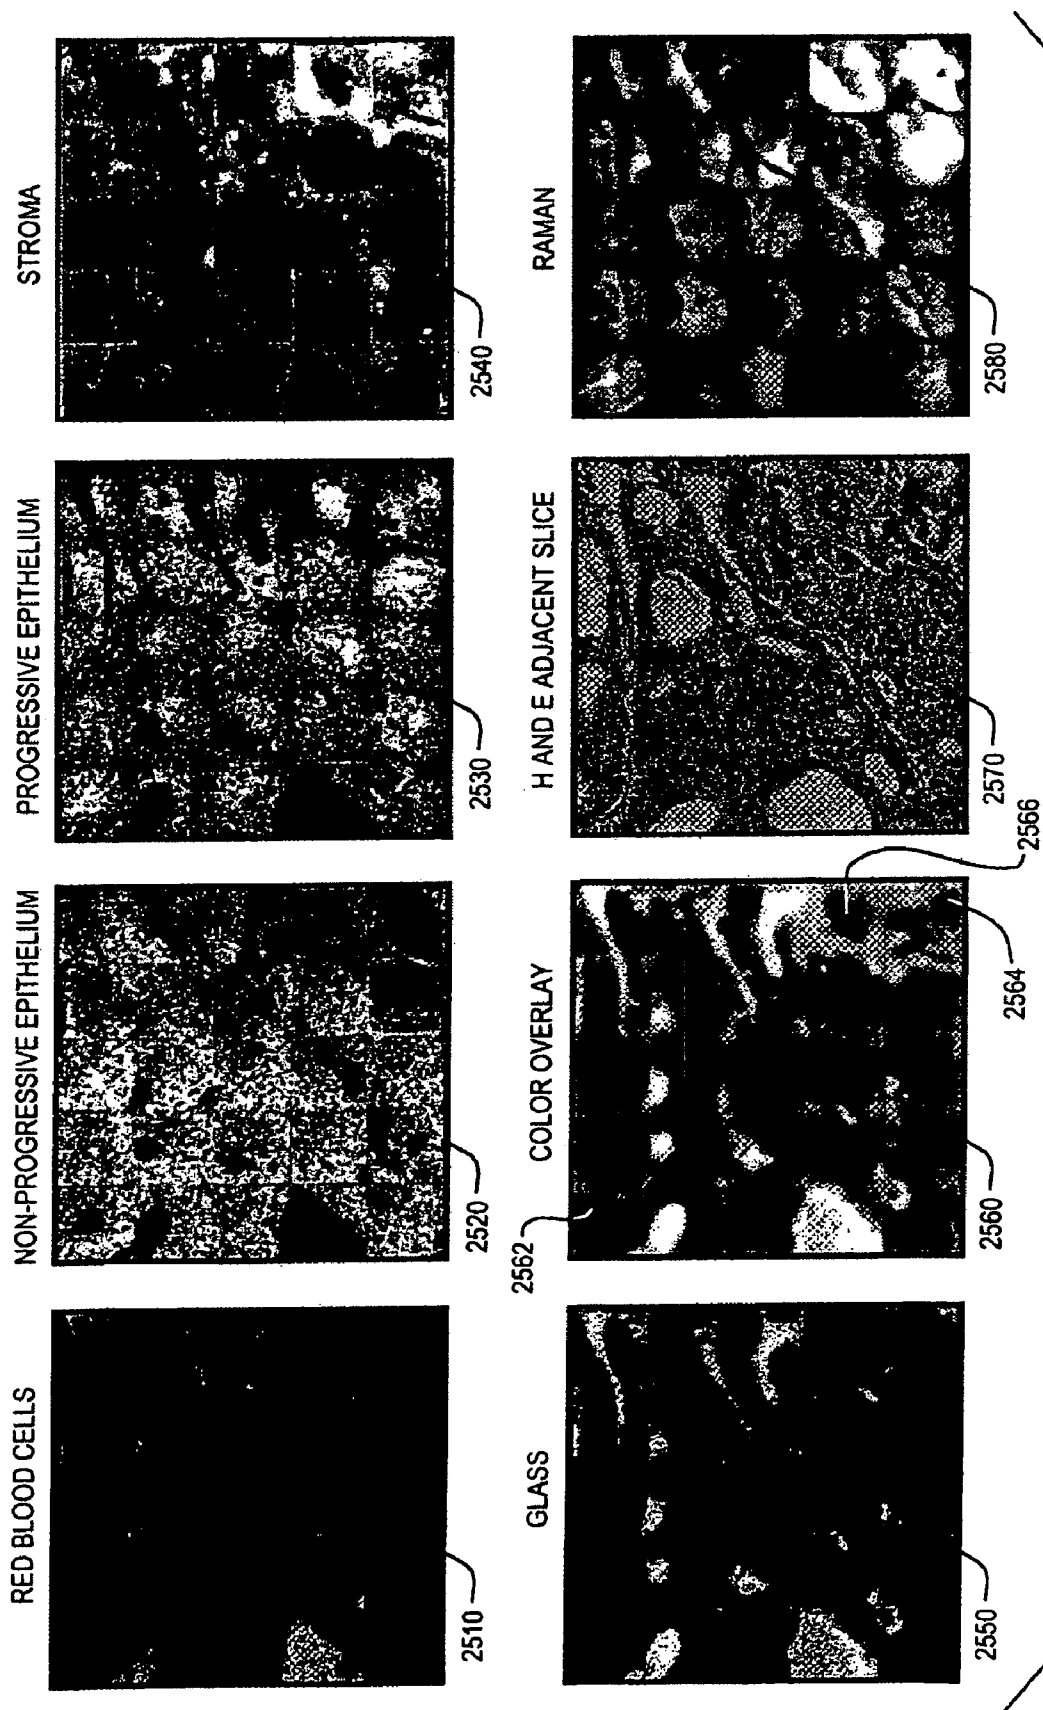 RED BLOOD CELLS
NON-PROGRESSIVE EPITHELIUM
PROGRESSIVE EPITHELIUM
STROMA
2510
2520
2530
2540
GLASS
COLOR OVERLAY
H AND E ADJACENT SLICE
RAMAN
2562
2550
2560
2564
2566
2570
2580